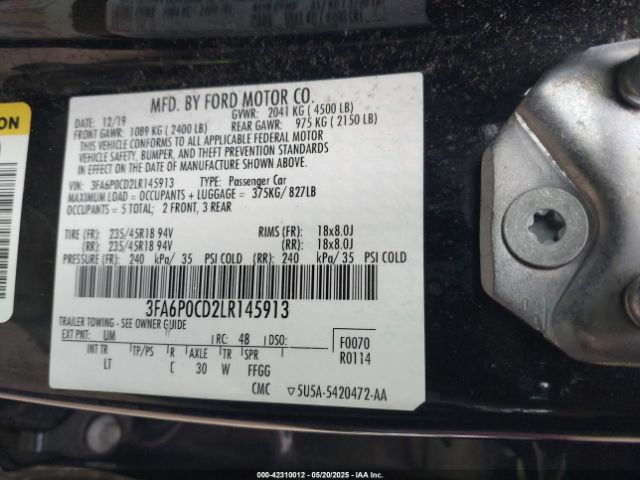 MFD. BY FORD MOTOR CO.
DATE: 12/19 GVWR: 2041 KG ( 4500 LB)
FRONT GAWR: 1089 KG ( 2400 LB) REAR GAWR: 975 KG ( 2150 LB)
THIS VEHICLE CONFORMS TO ALL APPLICABLE FEDERAL MOTOR
VEHICLE SAFETY, BUMPER, AND THEFT PREVENTION STANDARDS
IN EFFECT ON THE DATE OF MANUFACTURE SHOWN ABOVE.
VIN: 3FA6P0CD2LR145913 TYPE: Passenger Car
MAXIMUM LOAD = OCCUPANTS + LUGGAGE = 375KG/827LB
OCCUPANTS = 5 TOTAL; 2 FRONT, 3 REAR
TIRE (FR): 235/45R18 94V RIMS (FR): 18x8.0J
(RR): 235/45R18 94V (RR): 18x8.0J
PRESSURE (FR): 240 kPa/ 35 PSI COLD (RR): 240 kPa/ 35 PSI COLD
3FA6P0CD2LR145913
TRAILER TOWING - SEE OWNER GUIDE
EXT PNT: UM RC: 48 DSO: F0070
INT TR TP/PS R AXLE TR SPR R0114
LT C 30 W FFGG
CMC ▽5U5A-5420472-AA
ON
000-42310012 | 05/20/2025 | Copyright © IAA, LLC